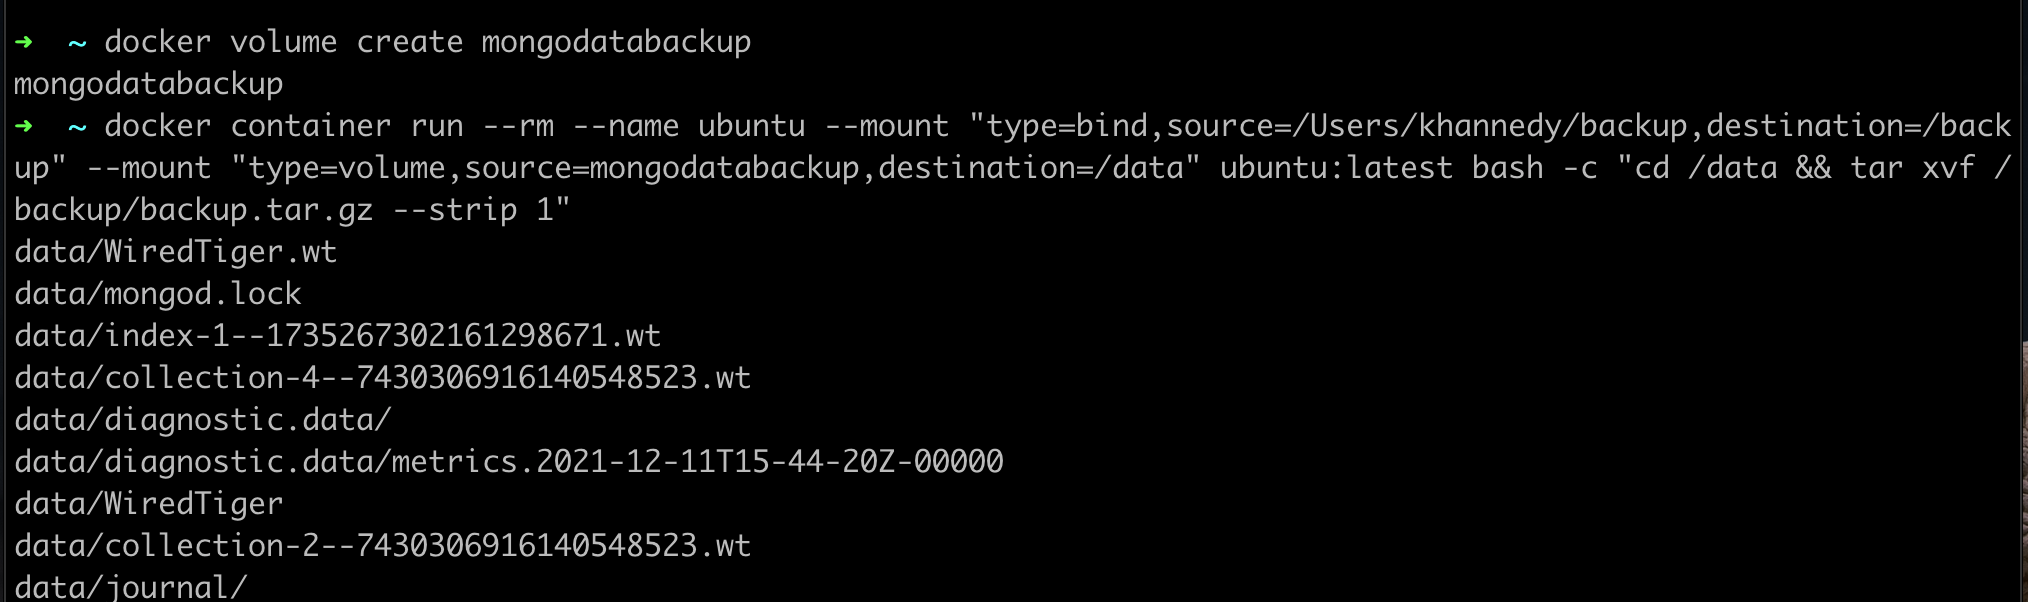 ➜  ~ docker volume create mongodatabackup
mongodatabackup
➜  ~ docker container run --rm --name ubuntu --mount "type=bind,source=/Users/khannedy/backup,destination=/back
up" --mount "type=volume,source=mongodatabackup,destination=/data" ubuntu:latest bash -c "cd /data && tar xvf /
backup/backup.tar.gz --strip 1"
data/WiredTiger.wt
data/mongod.lock
data/index-1--1735267302161298671.wt
data/collection-4--7430306916140548523.wt
data/diagnostic.data/
data/diagnostic.data/metrics.2021-12-11T15-44-20Z-00000
data/WiredTiger
data/collection-2--7430306916140548523.wt
data/journal/